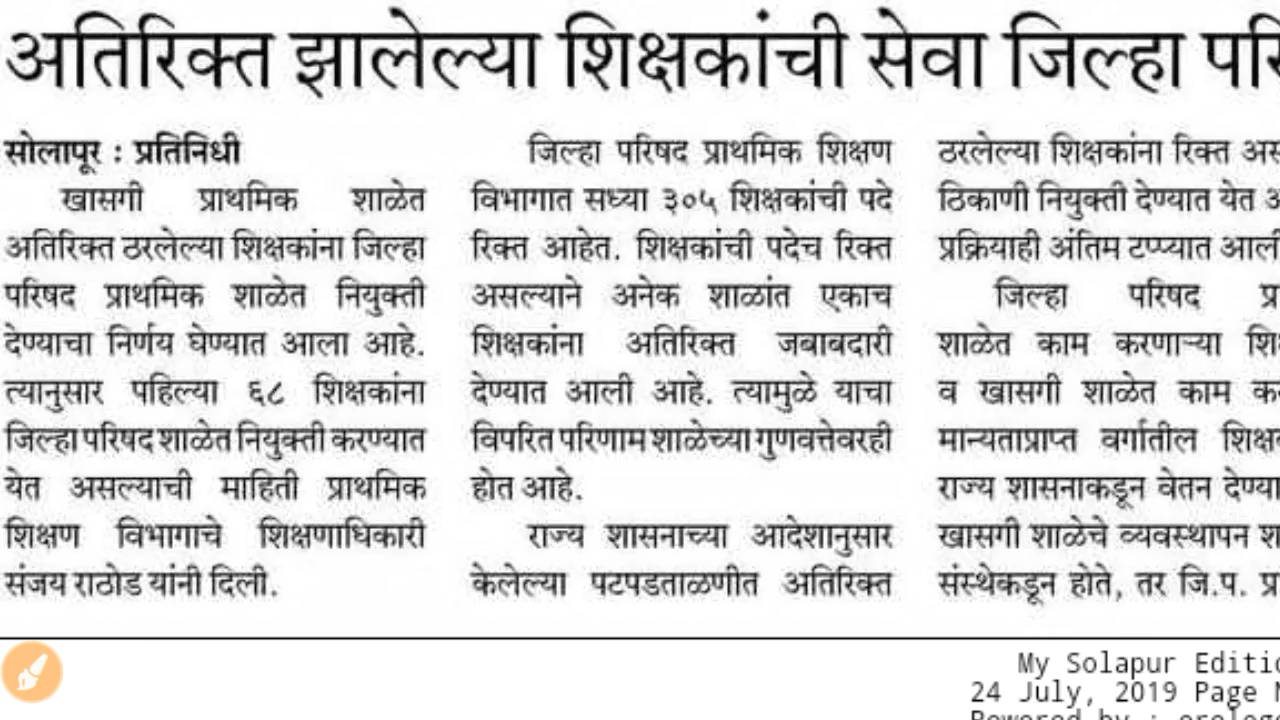 अतिरिक्त झालेल्या शिक्षकांची सेवा जिल्हा
सोलापूर : प्रतिनिधी
खासगी प्राथमिक शाळेत
अतिरिक्त ठरलेल्या शिक्षकांना जिल्हा
परिषद प्राथमिक शाळेत नियुक्ती
देण्याचा निर्णय घेण्यात आला आहे.
त्यानुसार पहिल्या ६८ शिक्षकांना
जिल्हा परिषद शाळेत नियुक्ती करण्यात
येत असल्याची माहिती प्राथमिक
शिक्षण विभागाचे शिक्षणाधिकारी
संजय राठोड यांनी दिली.
जिल्हा परिषद प्राथमिक शिक्षण
विभागात सध्या ३०५ शिक्षकांची पदे
रिक्त आहेत. शिक्षकांची पदेच रिक्त
असल्याने अनेक शाळांत एकाच
शिक्षकांना अतिरिक्त जबाबदारी
देण्यात आली आहे. त्यामुळे याचा
विपरित परिणाम शाळेच्या गुणवत्तेवरही
होत आहे.
राज्य शासनाच्या आदेशानुसार
केलेल्या पटपडताळणीत अतिरिक्त
ठरलेल्या शिक्षकांना रिक्त
ठिकाणी नियुक्ती देण्यात येत
प्रक्रियाही अंतिम टप्प्यात
जिल्हा परिषद
शाळेत काम करणाऱ्या
व खासगी शाळेत काम
मान्यताप्राप्त वर्गातील
राज्य शासनाकडून वेतन
खासगी शाळेचे व्यवस्थापन
संस्थेकडून होते, तर जि.प.
My Solapur
24 July, 2019 Page